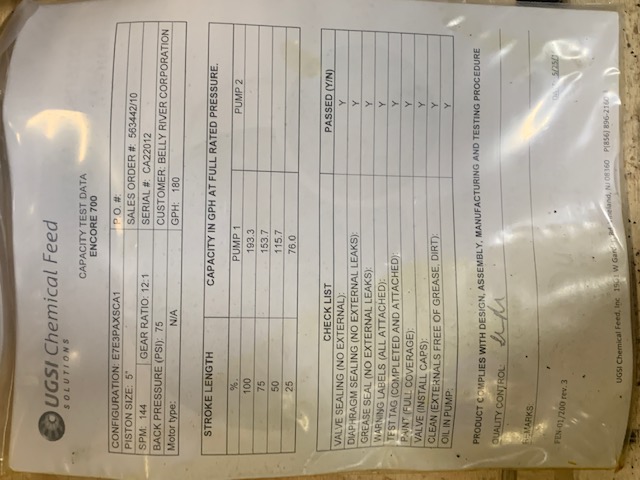 UGSI Chemical Feed
SOLUTIONS
CAPACITY TEST DATA
ENCORE 700
CONFIGURATION: E7E3PAXSCA1 P.O. #:
PISTON SIZE: 5" SALES ORDER #: 563442/10
SPM: 144 GEAR RATIO: 12:1 SERIAL #: CA22012
BACK PRESSURE (PSI): 75 CUSTOMER: BELLY RIVER CORPORATION
Motor type: N/A GPH: 180
STROKE LENGTH CAPACITY IN GPH AT FULL RATED PRESSURE.
% PUMP 1 PUMP 2
100 193.3
75 153.7
50 115.7
25 76.0
CHECK LIST PASSED (Y/N)
VALVE SEALING (NO EXTERNAL): Y
DIAPHRAGM SEALING (NO EXTERNAL LEAKS): Y
GREASE SEAL (NO EXTERNAL LEAKS): Y
WARNING LABELS (ALL ATTACHED): Y
TEST TAG (COMPLETED AND ATTACHED): Y
PAINT (FULL COVERAGE): Y
VALVE (INSTALL CAPS): Y
CLEAN (EXTERNALS FREE OF GREASE, DIRT): Y
OIL IN PUMP: Y
PRODUCT COMPLIES WITH DESIGN, ASSEMBLY, MANUFACTURING AND TESTING PROCEDURE
QUALITY CONTROL
REMARKS:
rev. 3
UGSI Chemical Feed, Inc W NJ 08160